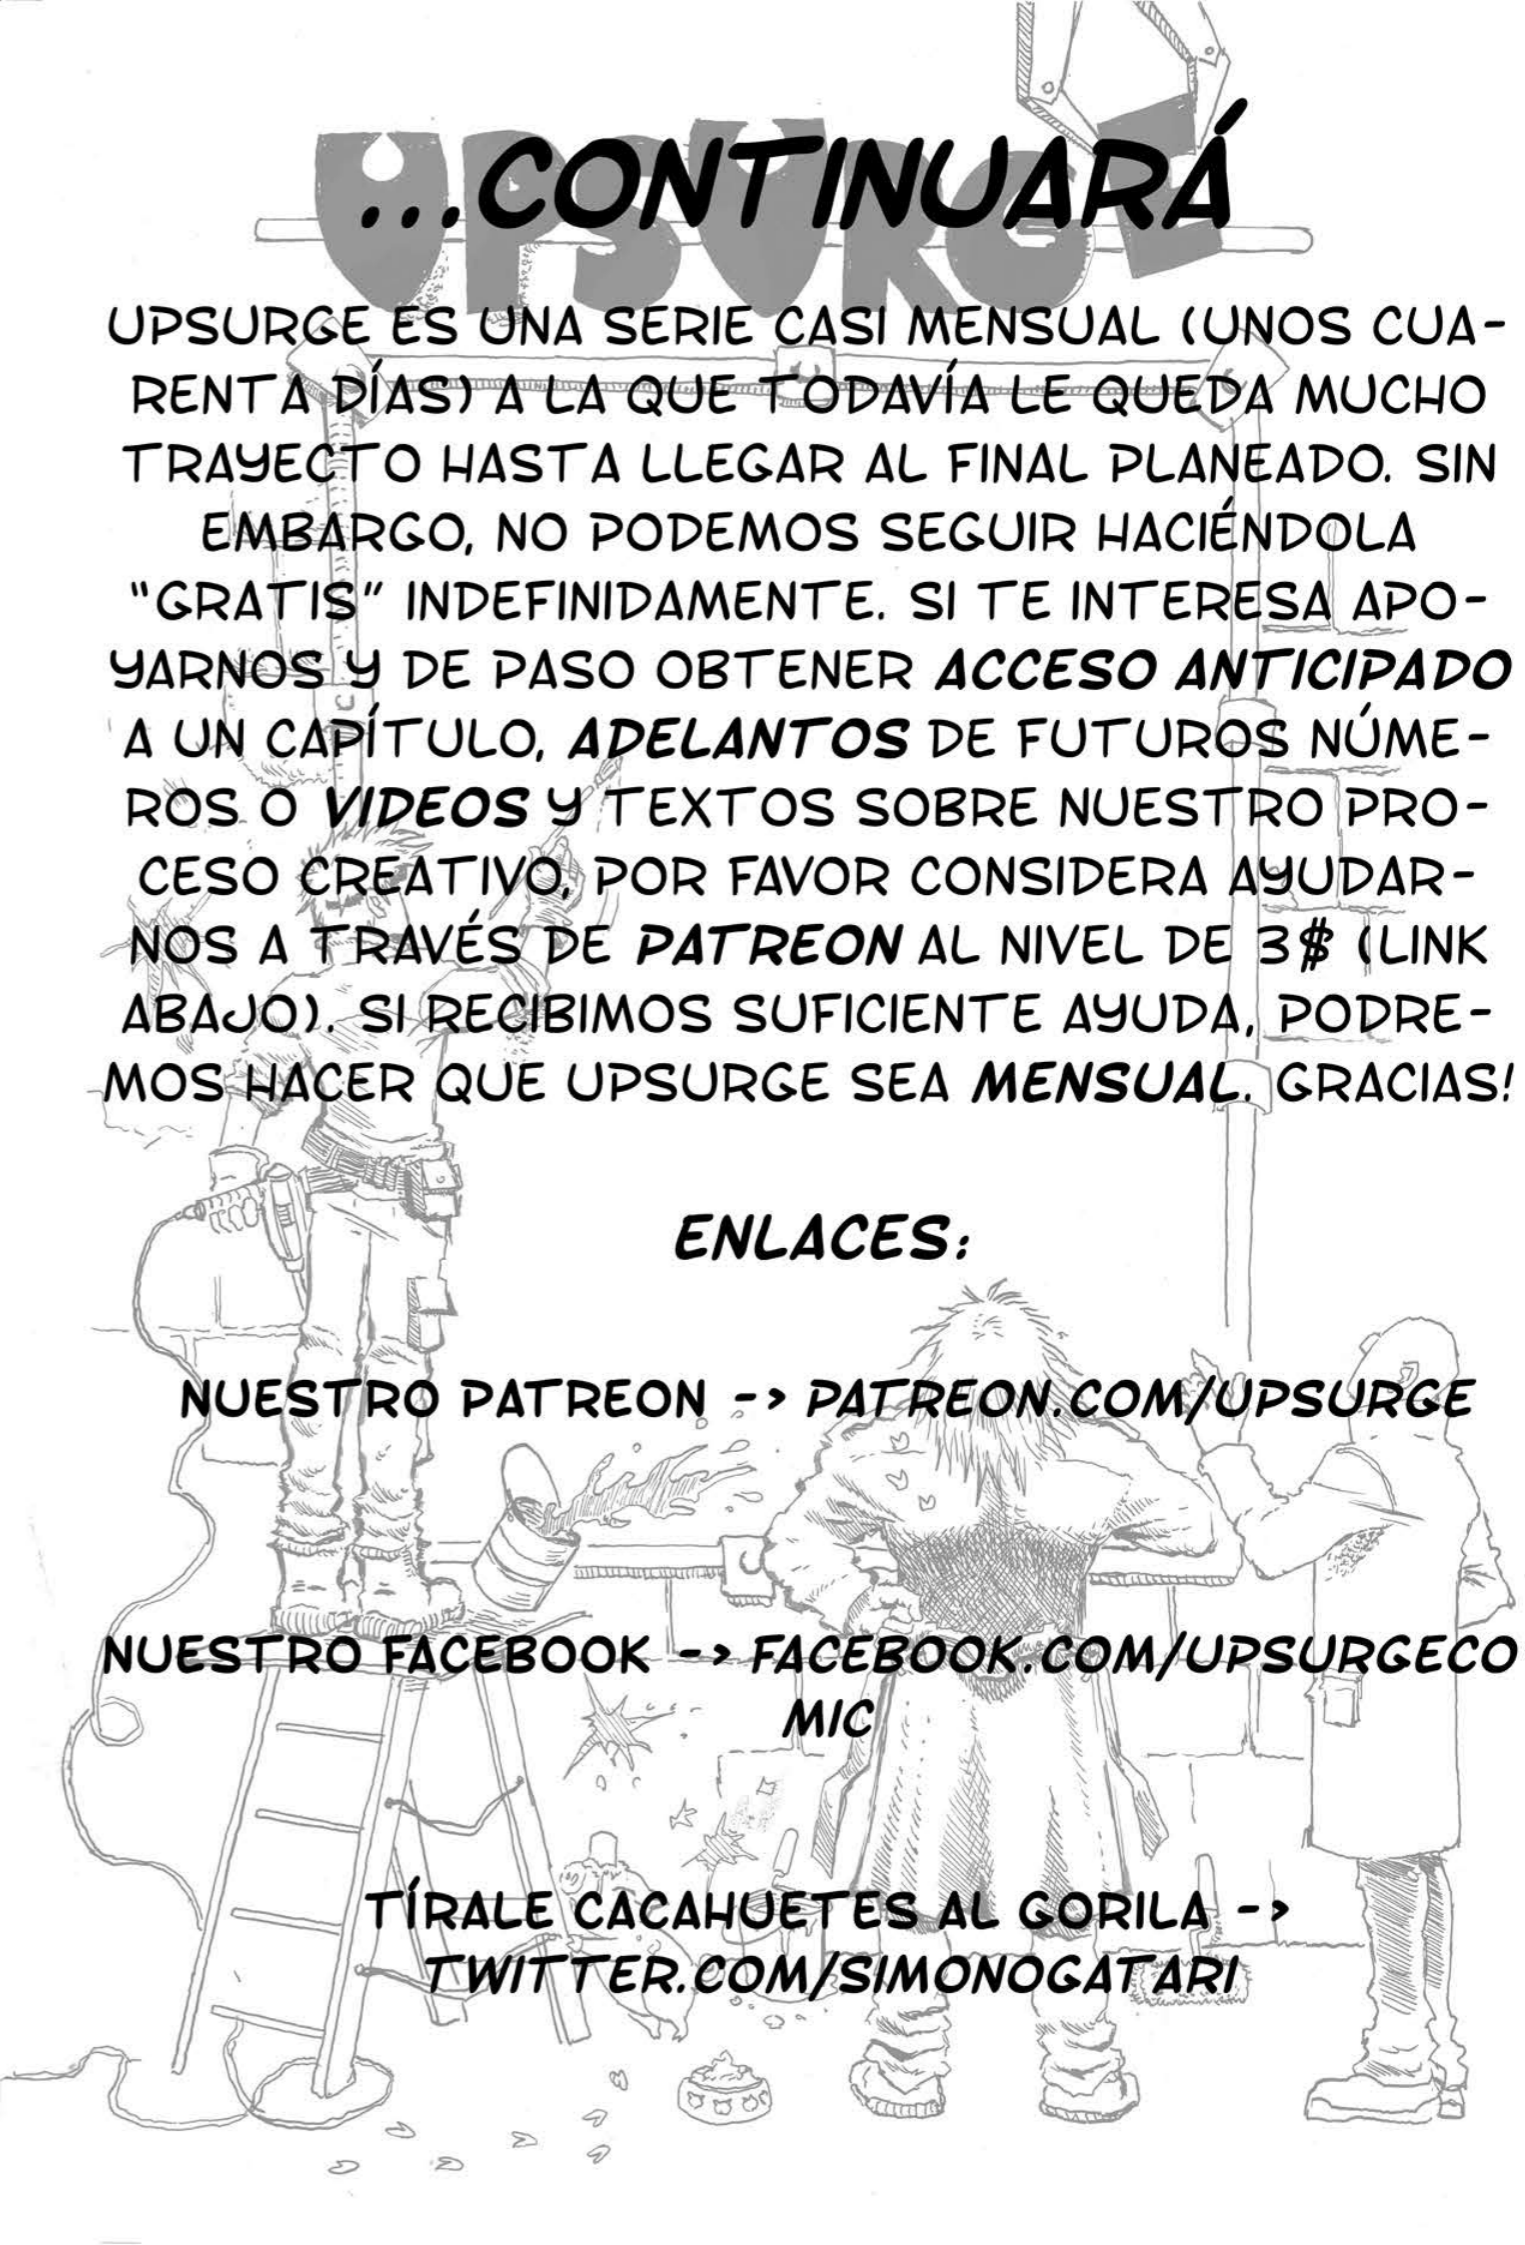 UPSURGE
...CONTINUARÁ
UPSURGE ES UNA SERIE CASI MENSUAL (UNOS CUA-
RENTA DÍAS) A LA QUE TODAVÍA LE QUEDA MUCHO
TRAYECTO HASTA LLEGAR AL FINAL PLANEADO. SIN
EMBARGO, NO PODEMOS SEGUIR HACIÉNDOLA
"GRATIS" INDEFINIDAMENTE. SI TE INTERESA APO-
YARNOS Y DE PASO OBTENER ACCESO ANTICIPADO
A UN CAPÍTULO, ADELANTOS DE FUTUROS NÚME-
ROS O VIDEOS Y TEXTOS SOBRE NUESTRO PRO-
CESO CREATIVO, POR FAVOR CONSIDERA AYUDAR-
NOS A TRAVÉS DE PATREON AL NIVEL DE 3$ (LINK
ABAJO). SI RECIBIMOS SUFICIENTE AYUDA, PODRE-
MOS HACER QUE UPSURGE SEA MENSUAL. GRACIAS!
ENLACES:
NUESTRO PATREON -> PATREON.COM/UPSURGE
NUESTRO FACEBOOK -> FACEBOOK.COM/UPSURGECO
MIC
TÍRALE CACAHUETES AL GORILA ->
TWITTER.COM/SIMONOGATARI